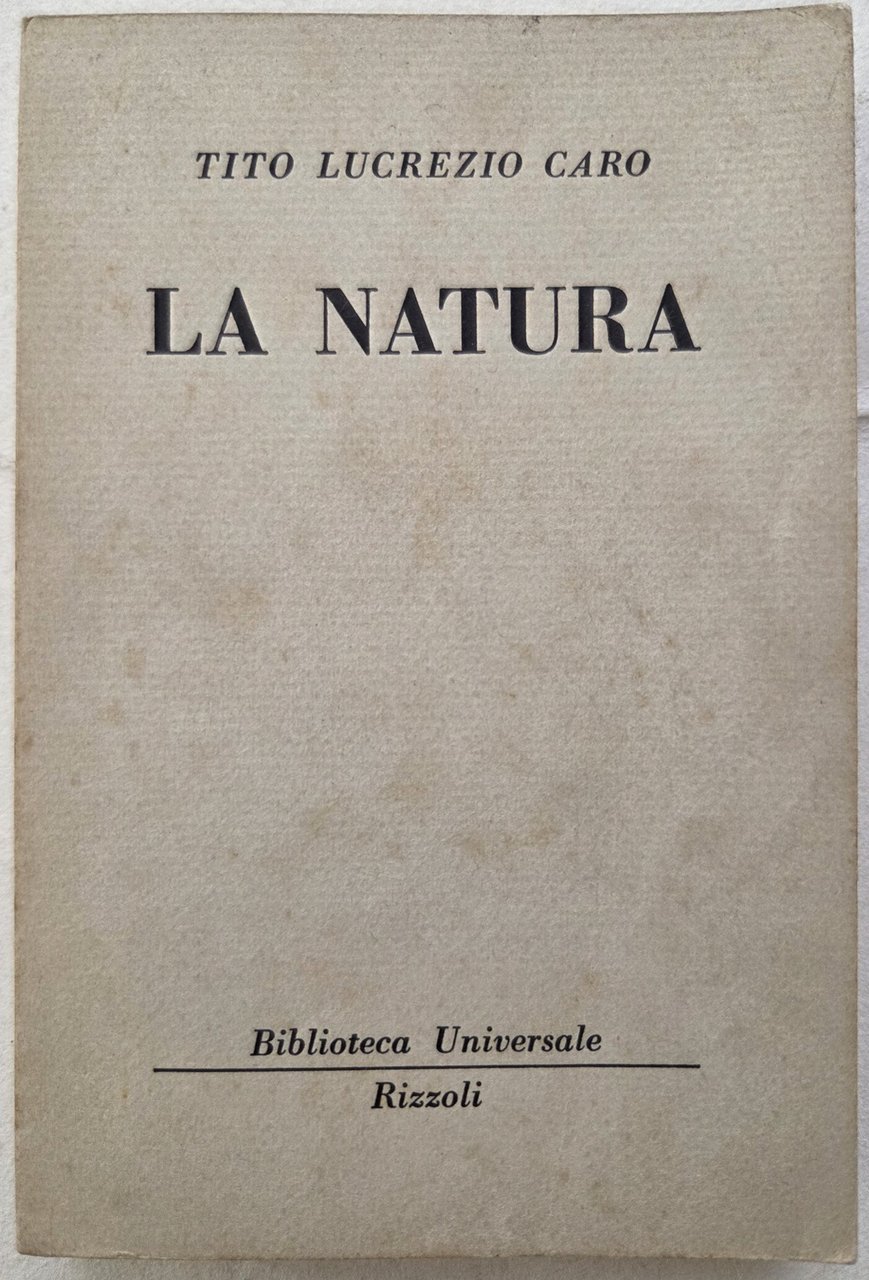 TITO LUCREZIO CARO
LA NATURA
Biblioteca Universale
Rizzoli